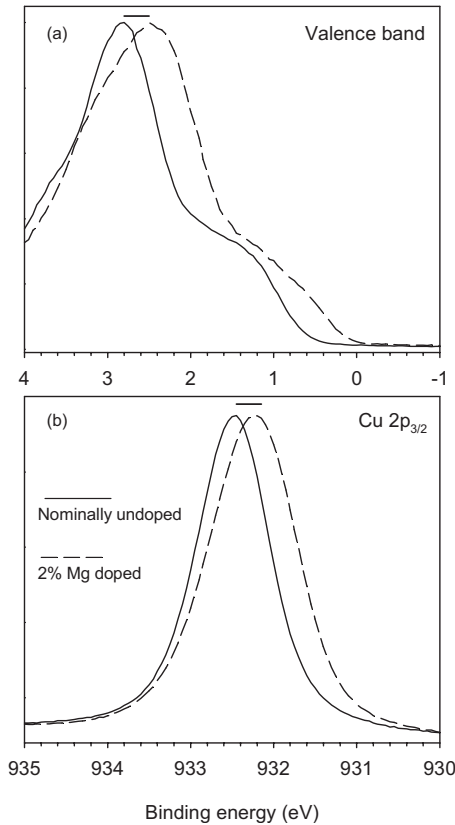 (a) Valence band
4 3 2 1 0 -1
(b) Cu 2p3/2
Nominally undoped
2% Mg doped
935 934 933 932 931 930
Binding energy (eV)